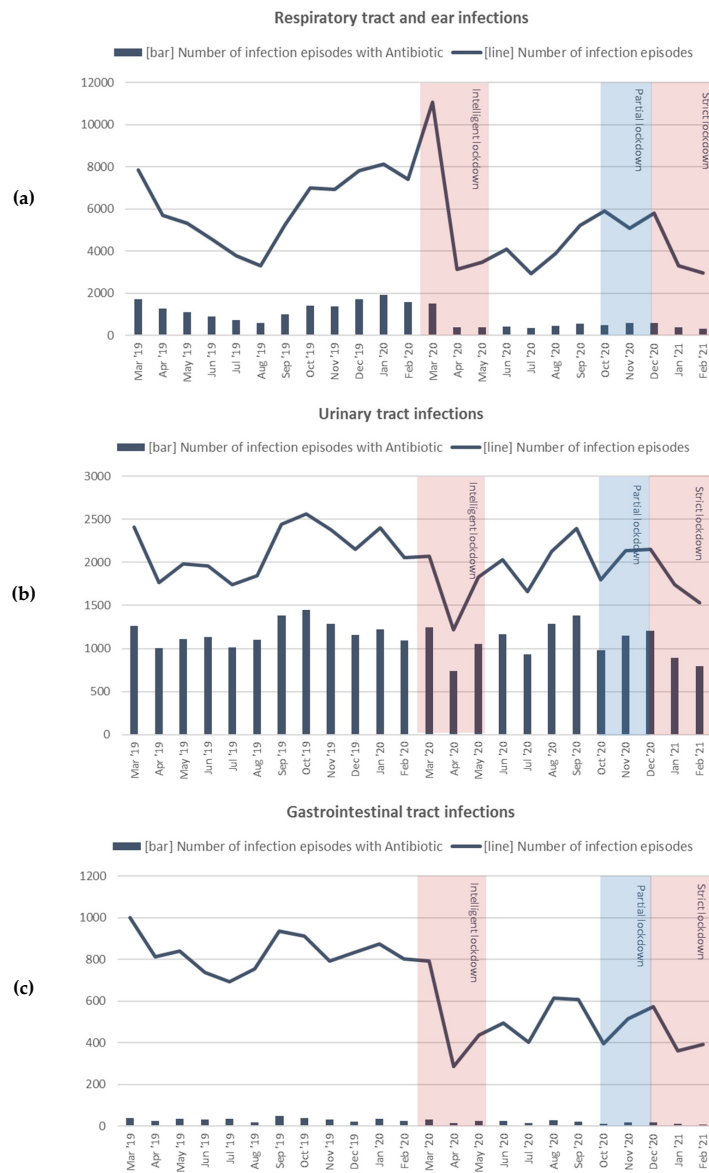 Respiratory tract and ear infections
[bar] Number of infection episodes with Antibiotic [line] Number of infection episodes
12000
10000
8000
6000
4000
2000
0
(a)
Intelligent lockdown
Partial lockdown
Strict lockdown
Mar '19 Apr '19 May '19 Jun '19 Jul '19 Aug '19 Sep '19 Oct '19 Nov '19 Dec '19 Jan '20 Feb '20 Mar '20 Apr '20 May '20 Jun '20 Jul '20 Aug '20 Sep '20 Oct '20 Nov '20 Dec '20 Jan '21 Feb '21
Urinary tract infections
[bar] Number of infection episodes with Antibiotic [line] Number of infection episodes
3000
2500
2000
1500
1000
500
0
(b)
Intelligent lockdown
Partial lockdown
Strict lockdown
Mar '19 Apr '19 May '19 Jun '19 Jul '19 Aug '19 Sep '19 Oct '19 Nov '19 Dec '19 Jan '20 Feb '20 Mar '20 Apr '20 May '20 Jun '20 Jul '20 Aug '20 Sep '20 Oct '20 Nov '20 Dec '20 Jan '21 Feb '21
Gastrointestinal tract infections
[bar] Number of infection episodes with Antibiotic [line] Number of infection episodes
1200
1000
800
600
400
200
0
(c)
Intelligent lockdown
Partial lockdown
Strict lockdown
Mar '19 Apr '19 May '19 Jun '19 Jul '19 Aug '19 Sep '19 Oct '19 Nov '19 Dec '19 Jan '20 Feb '20 Mar '20 Apr '20 May '20 Jun '20 Jul '20 Aug '20 Sep '20 Oct '20 Nov '20 Dec '20 Jan '21 Feb '21